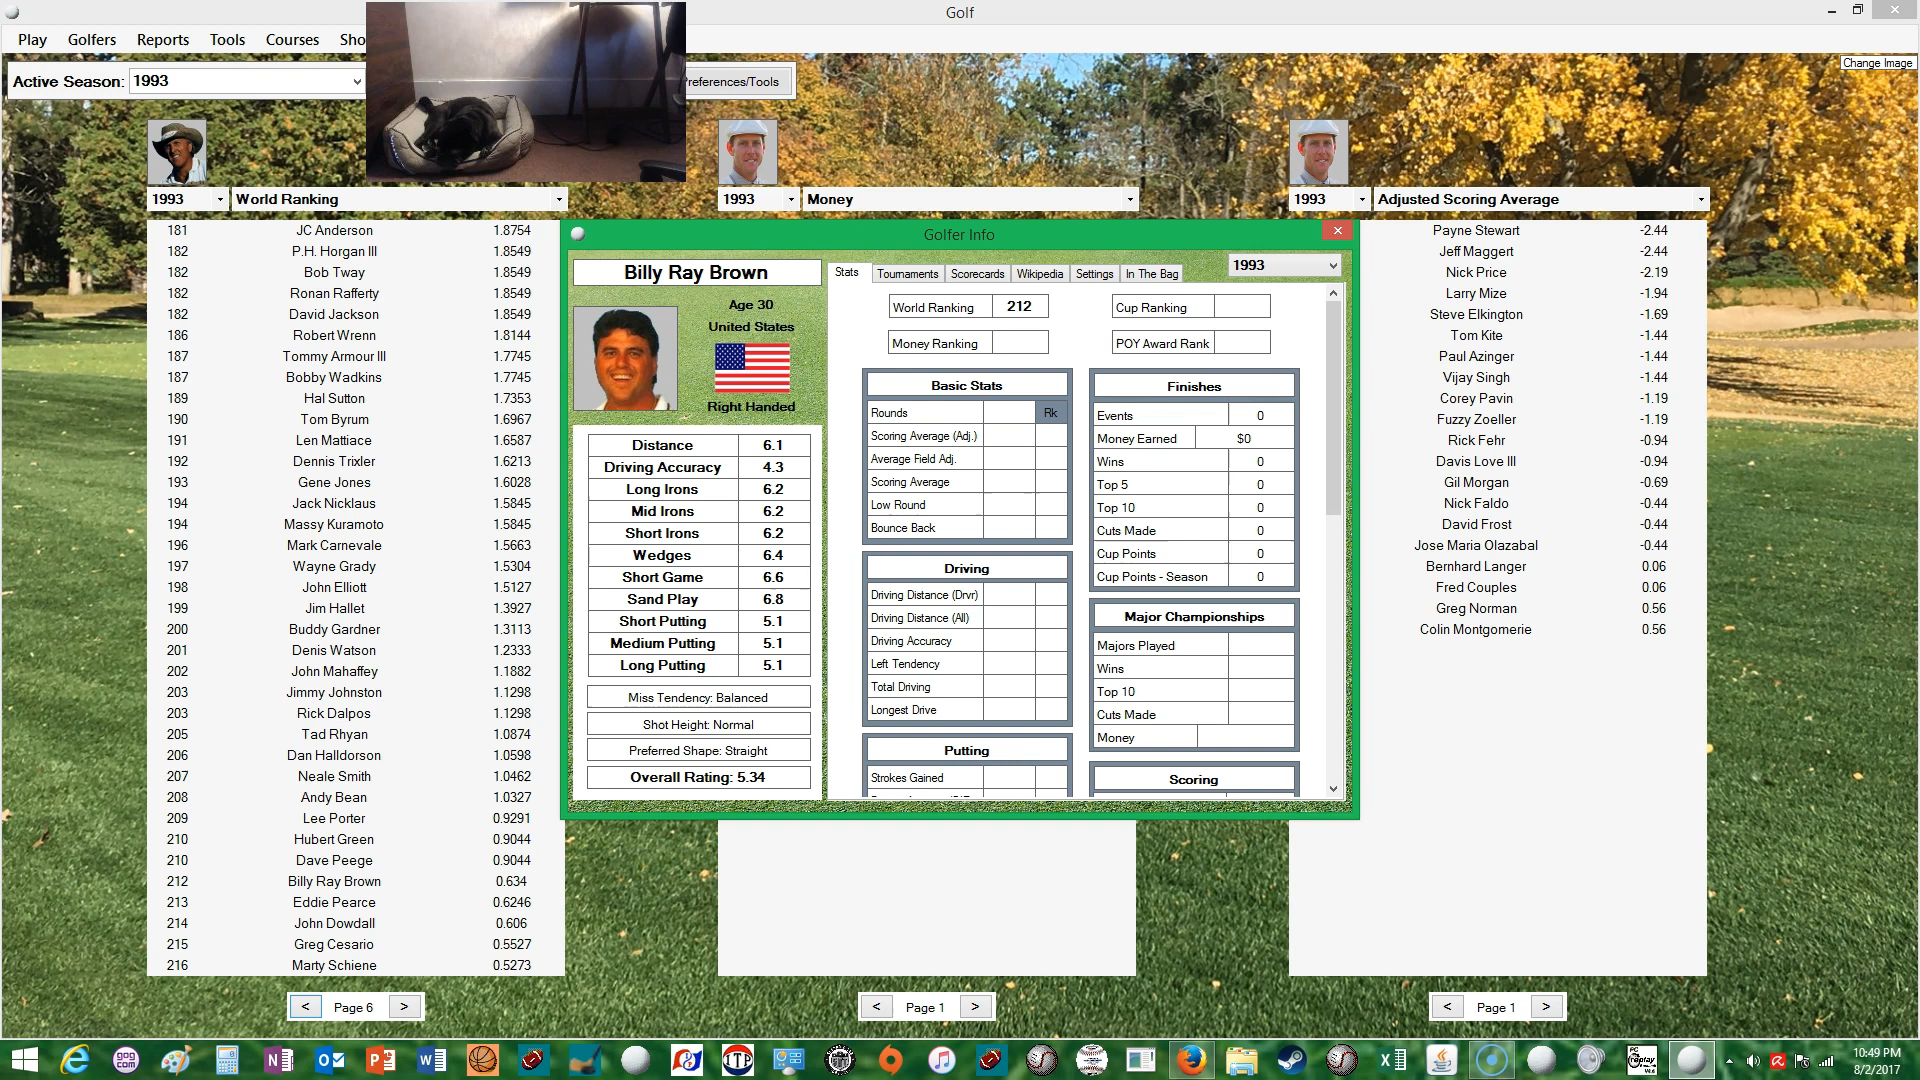 Golf
Play Golfers Reports Tools Courses Sho
Change Image
Active Season: 1993
references/Tools
1993 World Ranking
1993 Money
1993 Adjusted Scoring Average
181 JC Anderson 1.8754
182 P.H. Horgan III 1.8549
182 Bob Tway 1.8549
182 Ronan Rafferty 1.8549
182 David Jackson 1.8549
186 Robert Wrenn 1.8144
187 Tommy Armour III 1.7745
187 Bobby Wadkins 1.7745
189 Hal Sutton 1.7353
190 Tom Byrum 1.6967
191 Len Mattiace 1.6587
192 Dennis Trixler 1.6213
193 Gene Jones 1.6028
194 Jack Nicklaus 1.5845
194 Massy Kuramoto 1.5845
196 Mark Carnevale 1.5663
197 Wayne Grady 1.5304
198 John Elliott 1.5127
199 Jim Hallet 1.3927
200 Buddy Gardner 1.3113
201 Denis Watson 1.2333
202 John Mahaffey 1.1882
203 Jimmy Johnston 1.1298
203 Rick Dalpos 1.1298
205 Tad Rhyan 1.0874
206 Dan Halldorson 1.0598
207 Neale Smith 1.0462
208 Andy Bean 1.0327
209 Lee Porter 0.9291
210 Hubert Green 0.9044
210 Dave Peege 0.9044
212 Billy Ray Brown 0.634
213 Eddie Pearce 0.6246
214 John Dowdall 0.606
215 Greg Cesario 0.5527
216 Marty Schiene 0.5273
< Page 6 >
Golfer Info
Billy Ray Brown
Age 30
United States
Right Handed
Distance 6.1
Driving Accuracy 4.3
Long Irons 6.2
Mid Irons 6.2
Short Irons 6.2
Wedges 6.4
Short Game 6.6
Sand Play 6.8
Short Putting 5.1
Medium Putting 5.1
Long Putting 5.1
Miss Tendency: Balanced
Shot Height: Normal
Preferred Shape: Straight
Overall Rating: 5.34
Stats Tournaments Scorecards Wikipedia Settings In The Bag
1993
World Ranking 212
Cup Ranking
Money Ranking
POY Award Rank
Basic Stats
Rounds Rk
Scoring Average (Adj.)
Average Field Adj.
Scoring Average
Low Round
Bounce Back
Driving
Driving Distance (Drvr)
Driving Distance (All)
Driving Accuracy
Left Tendency
Total Driving
Longest Drive
Putting
Strokes Gained
Finishes
Events 0
Money Earned $0
Wins 0
Top 5 0
Top 10 0
Cuts Made 0
Cup Points 0
Cup Points - Season 0
Major Championships
Majors Played
Wins
Top 10
Cuts Made
Money
Scoring
< Page 1 >
Payne Stewart -2.44
Jeff Maggert -2.44
Nick Price -2.19
Larry Mize -1.94
Steve Elkington -1.69
Tom Kite -1.44
Paul Azinger -1.44
Vijay Singh -1.44
Corey Pavin -1.19
Fuzzy Zoeller -1.19
Rick Fehr -0.94
Davis Love III -0.94
Gil Morgan -0.69
Nick Faldo -0.44
David Frost -0.44
Jose Maria Olazabal -0.44
Bernhard Langer 0.06
Fred Couples 0.06
Greg Norman 0.56
Colin Montgomerie 0.56
< Page 1 >
10:49 PM
8/2/2017